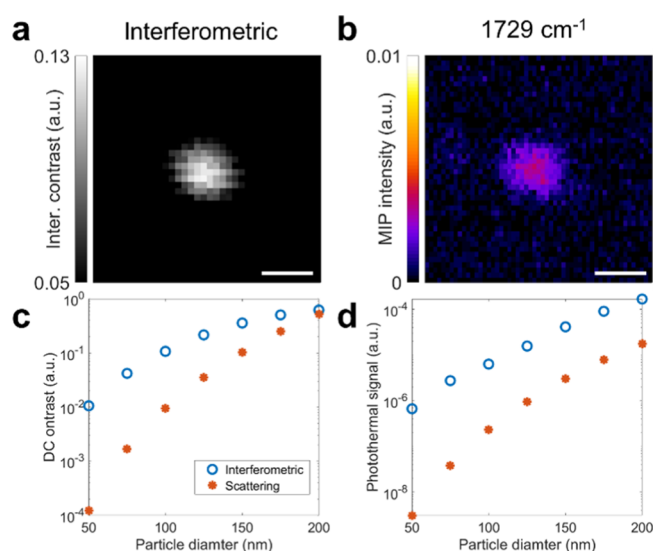 a Interferometric
b 1729 cm⁻¹
0.13
Inter. contrast (a.u.)
0.05
0.01
MIP intensity (a.u.)
0
c
10⁰
10⁻¹
10⁻²
10⁻³
10⁻⁴
DC ontrast (a.u.)
Interferometric
Scattering
50 100 150 200
Particle diamter (nm)
d
10⁻⁴
10⁻⁶
10⁻⁸
Photothermal signal (a.u.)
50 100 150 200
Particle diamter (nm)